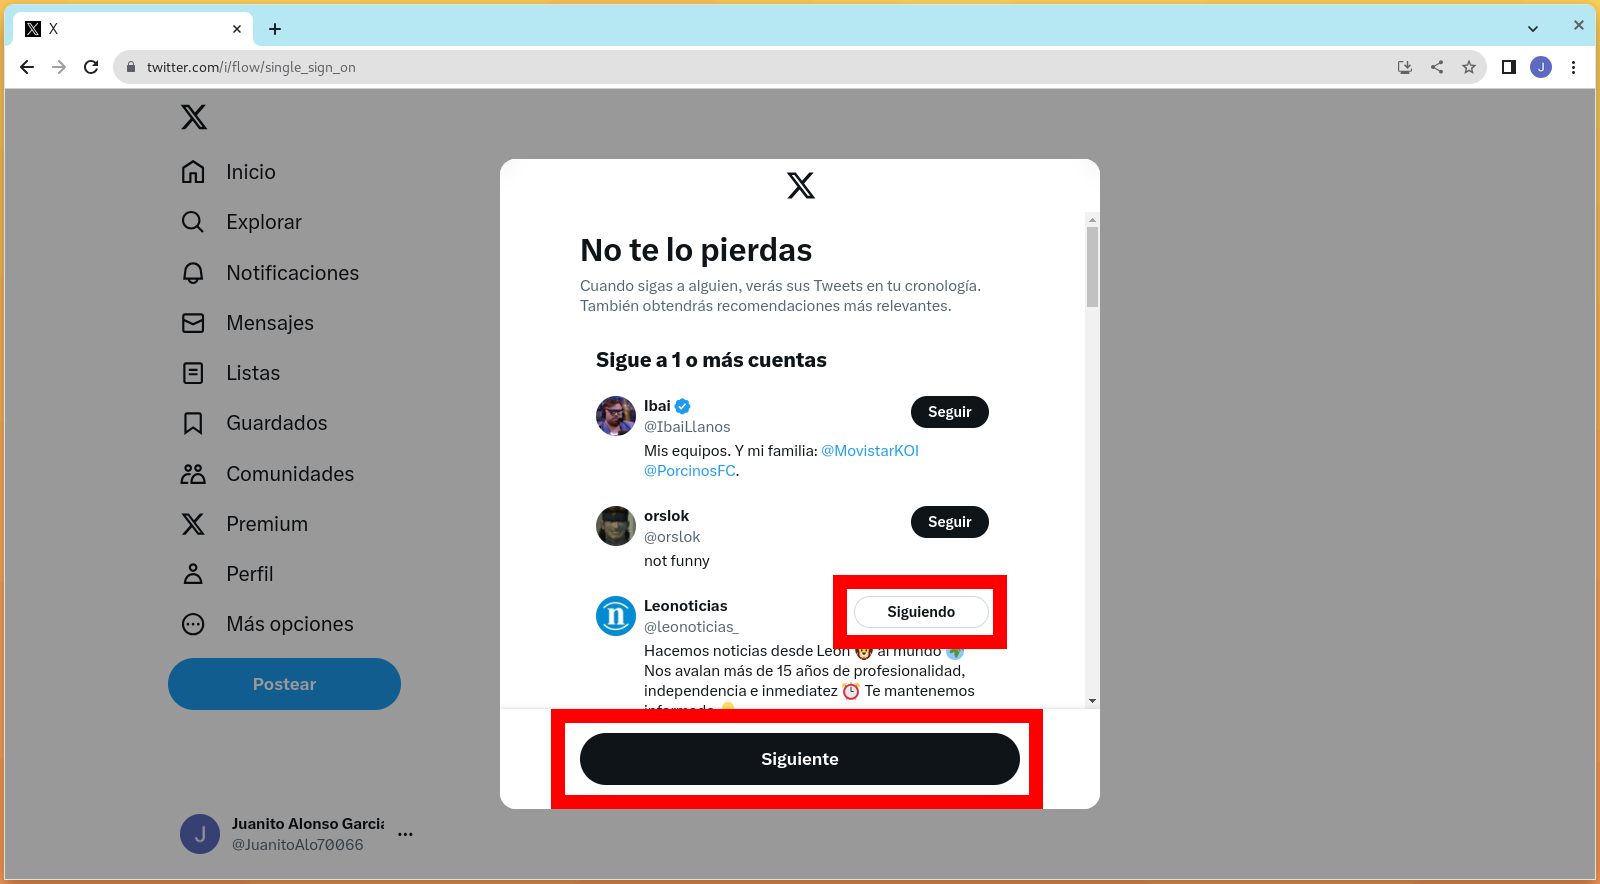 X
twitter.com/i/flow/single_sign_on
J
Inicio
Explorar
Notificaciones
Mensajes
Listas
Guardados
Comunidades
Premium
Perfil
Más opciones
Postear
J
Juanito Alonso Garcia
@JuanitoAlo70066
No te lo pierdas
Cuando sigas a alguien, verás sus Tweets en tu cronología.
También obtendrás recomendaciones más relevantes.
Sigue a 1 o más cuentas
Ibai
@IbaiLlanos
Seguir
Mis equipos. Y mi familia: @MovistarKOI
@PorcinosFC.
orslok
@orslok
Seguir
not funny
n
Leonoticias
@leonoticias_
Siguiendo
Hacemos noticias desde León 🦁 al mundo 🌍
Nos avalan más de 15 años de profesionalidad,
independencia e inmediatez ⏰ Te mantenemos
informado
Siguiente